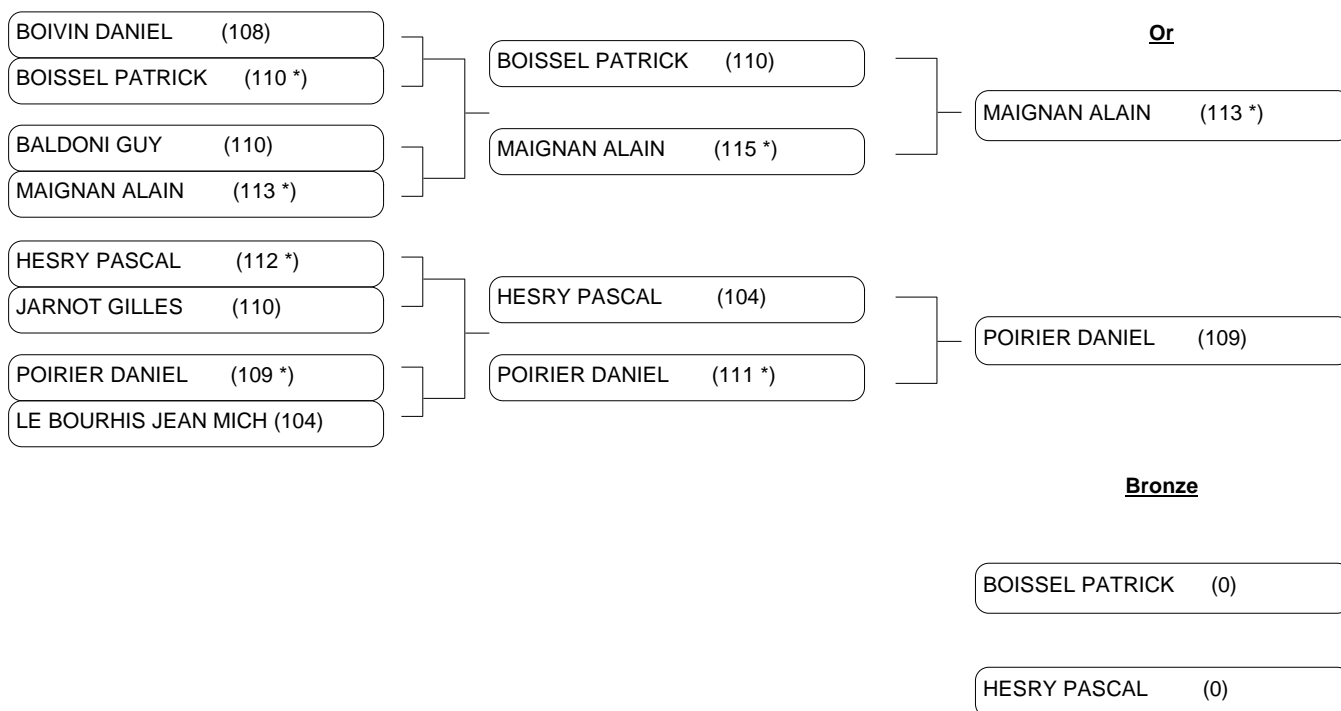 BOIVIN DANIEL (108)
BOISSEL PATRICK (110 *)
BALDONI GUY (110)
MAIGNAN ALAIN (113 *)
HESRY PASCAL (112 *)
JARNOT GILLES (110)
POIRIER DANIEL (109 *)
LE BOURHIS JEAN MICH (104)
BOISSEL PATRICK (110)
MAIGNAN ALAIN (115 *)
HESRY PASCAL (104)
POIRIER DANIEL (111 *)
Or
MAIGNAN ALAIN (113 *)
POIRIER DANIEL (109)
Bronze
BOISSEL PATRICK (0)
HESRY PASCAL (0)